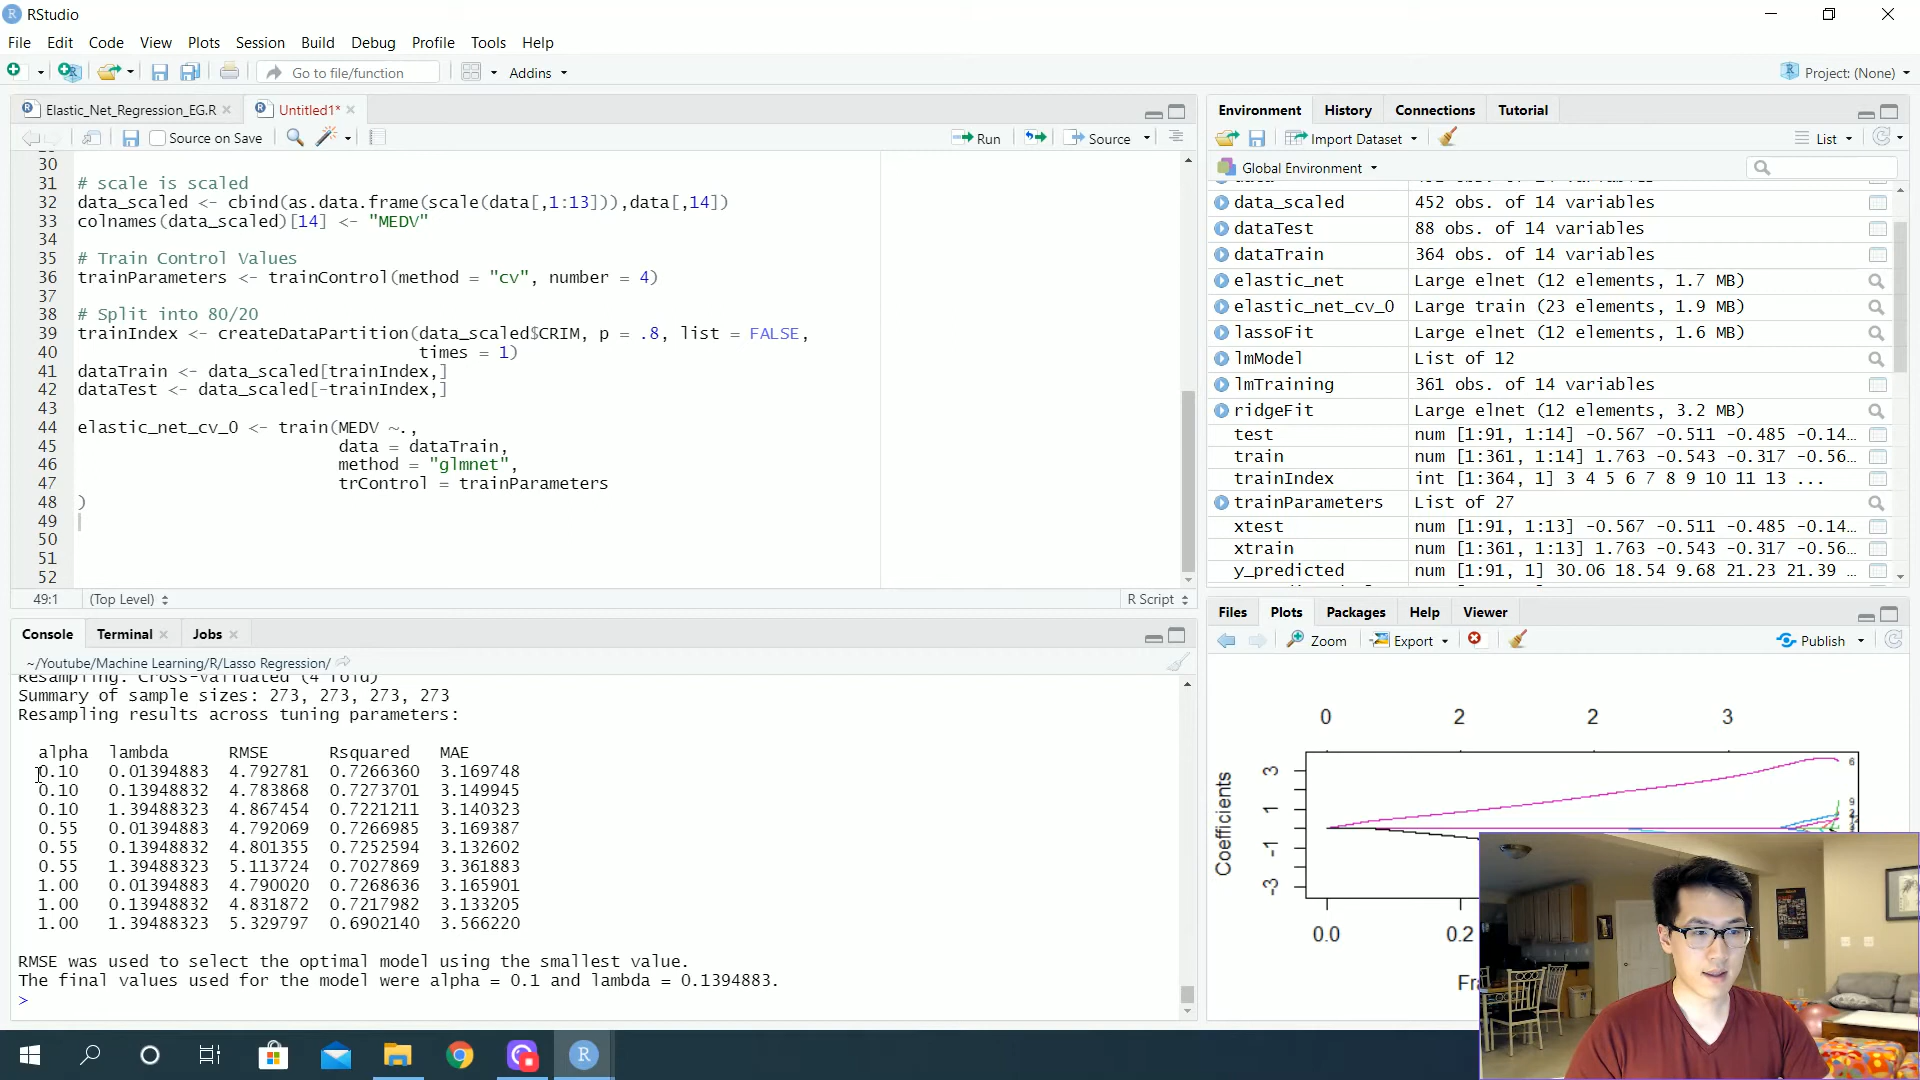 RStudio
File Edit Code View Plots Session Build Debug Profile Tools Help
Go to file/function Addins Project: (None)
Elastic_Net_Regression_EG.R Untitled1*
Source on Save Run Source
30
31 # scale is scaled
32 data_scaled <- cbind(as.data.frame(scale(data[,1:13])),data[,14])
33 colnames(data_scaled)[14] <- "MEDV"
34
35 # Train Control Values
36 trainParameters <- trainControl(method = "cv", number = 4)
37
38 # Split into 80/20
39 trainIndex <- createDataPartition(data_scaled$CRIM, p = .8, list = FALSE,
40 times = 1)
41 dataTrain <- data_scaled[trainIndex,]
42 dataTest <- data_scaled[-trainIndex,]
43
44 elastic_net_cv_0 <- train(MEDV ~.,
45 data = dataTrain,
46 method = "glmnet",
47 trControl = trainParameters
48 )
49
50
51
52
49:1 (Top Level) R Script
Console Terminal Jobs
~/Youtube/Machine Learning/R/Lasso Regression/
Resampling: Cross-Validated (4 fold)
Summary of sample sizes: 273, 273, 273, 273
Resampling results across tuning parameters:
alpha lambda RMSE Rsquared MAE
0.10 0.01394883 4.792781 0.7266360 3.169748
0.10 0.13948832 4.783868 0.7273701 3.149945
0.10 1.39488323 4.867454 0.7221211 3.140323
0.55 0.01394883 4.792069 0.7266985 3.169387
0.55 0.13948832 4.801355 0.7252594 3.132602
0.55 1.39488323 5.113724 0.7027869 3.361883
1.00 0.01394883 4.790020 0.7268636 3.165901
1.00 0.13948832 4.831872 0.7217982 3.133205
1.00 1.39488323 5.329797 0.6902140 3.566220
RMSE was used to select the optimal model using the smallest value.
The final values used for the model were alpha = 0.1 and lambda = 0.1394883.
>
Environment History Connections Tutorial
Import Dataset List
Global Environment
data_scaled 452 obs. of 14 variables
dataTest 88 obs. of 14 variables
dataTrain 364 obs. of 14 variables
elastic_net Large elnet (12 elements, 1.7 MB)
elastic_net_cv_0 Large train (23 elements, 1.9 MB)
lassoFit Large elnet (12 elements, 1.6 MB)
lmModel List of 12
lmTraining 361 obs. of 14 variables
ridgeFit Large elnet (12 elements, 3.2 MB)
test num [1:91, 1:14] -0.567 -0.511 -0.485 -0.14…
train num [1:361, 1:14] 1.763 -0.543 -0.317 -0.56…
trainIndex int [1:364, 1] 3 4 5 6 7 8 9 10 11 13 ...
trainParameters List of 27
xtest num [1:91, 1:13] -0.567 -0.511 -0.485 -0.14…
xtrain num [1:361, 1:13] 1.763 -0.543 -0.317 -0.56…
y_predicted num [1:91, 1] 30.06 18.54 9.68 21.23 21.39 …
Files Plots Packages Help Viewer
Zoom Export Publish
0 2 2 3
Coefficients
3
1
-1
-3
6
9
0.0 0.2